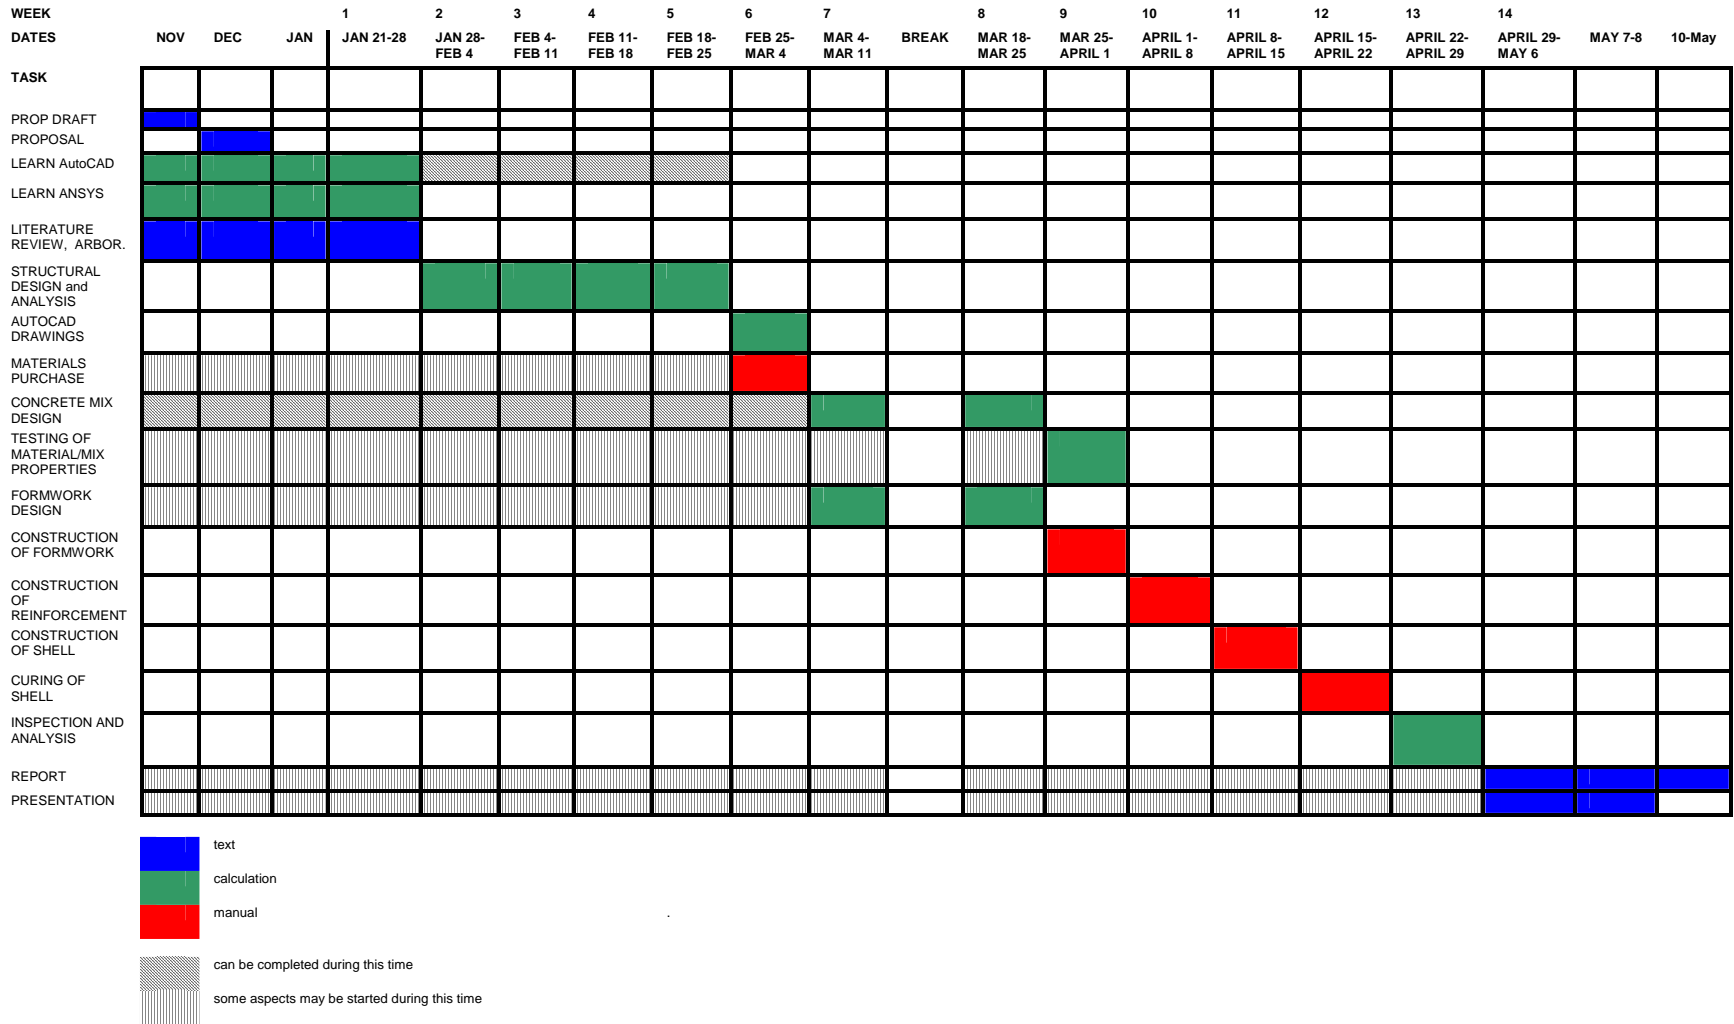 WEEK 1 2 3 4 5 6 7 8 9 10 11 12 13 14
DATES NOV DEC JAN JAN 21-28 JAN 28- FEB 4- FEB 11- FEB 18- FEB 25- MAR 4- BREAK MAR 18- MAR 25- APRIL 1- APRIL 8- APRIL 15- APRIL 22- APRIL 29- MAY 7-8 10-May
FEB 4 FEB 11 FEB 18 FEB 25 MAR 4 MAR 11 MAR 25 APRIL 1 APRIL 8 APRIL 15 APRIL 22 APRIL 29 MAY 6
TASK
PROP DRAFT
PROPOSAL
LEARN AutoCAD
LEARN ANSYS
LITERATURE
REVIEW, ARBOR.
STRUCTURAL
DESIGN and
ANALYSIS
AUTOCAD
DRAWINGS
MATERIALS
PURCHASE
CONCRETE MIX
DESIGN
TESTING OF
MATERIAL/MIX
PROPERTIES
FORMWORK
DESIGN
CONSTRUCTION
OF FORMWORK
CONSTRUCTION
OF
REINFORCEMENT
CONSTRUCTION
OF SHELL
CURING OF
SHELL
INSPECTION AND
ANALYSIS
REPORT
PRESENTATION
text
calculation
manual .
can be completed during this time
some aspects may be started during this time